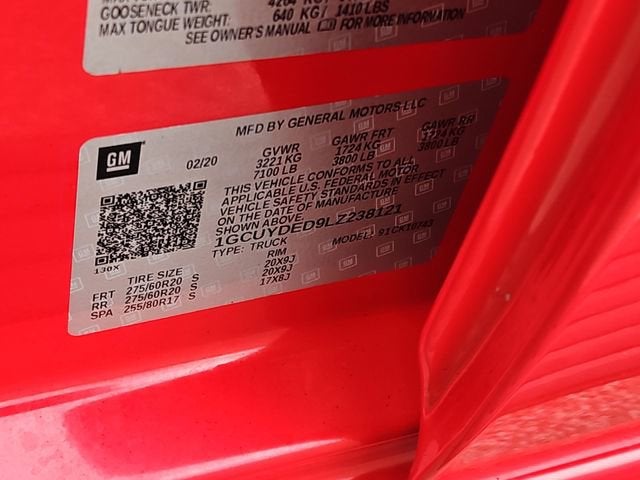 GOOSENECK TWR:
MAX TONGUE WEIGHT: 640 KG / 1410 LBS
SEE OWNER'S MANUAL FOR MORE INFORMATION
MFD BY GENERAL MOTORS LLC
GM
02/20
GVWR GAWR FRT GAWR RR
3221 KG 1724 KG 1724 KG
7100 LB 3800 LB 3800 LB
THIS VEHICLE CONFORMS TO ALL
APPLICABLE U.S. FEDERAL MOTOR
VEHICLE SAFETY STANDARDS IN EFFECT
ON THE DATE OF MANUFACTURE
SHOWN ABOVE.
1GCUYDED9LZ238121
TYPE: TRUCK MODEL: 91CK10743
130X
TIRE SIZE RIM
FRT 275/60R20 S 20X9J
RR 275/60R20 S 20X9J
SPA 255/80R17 S 17X8J